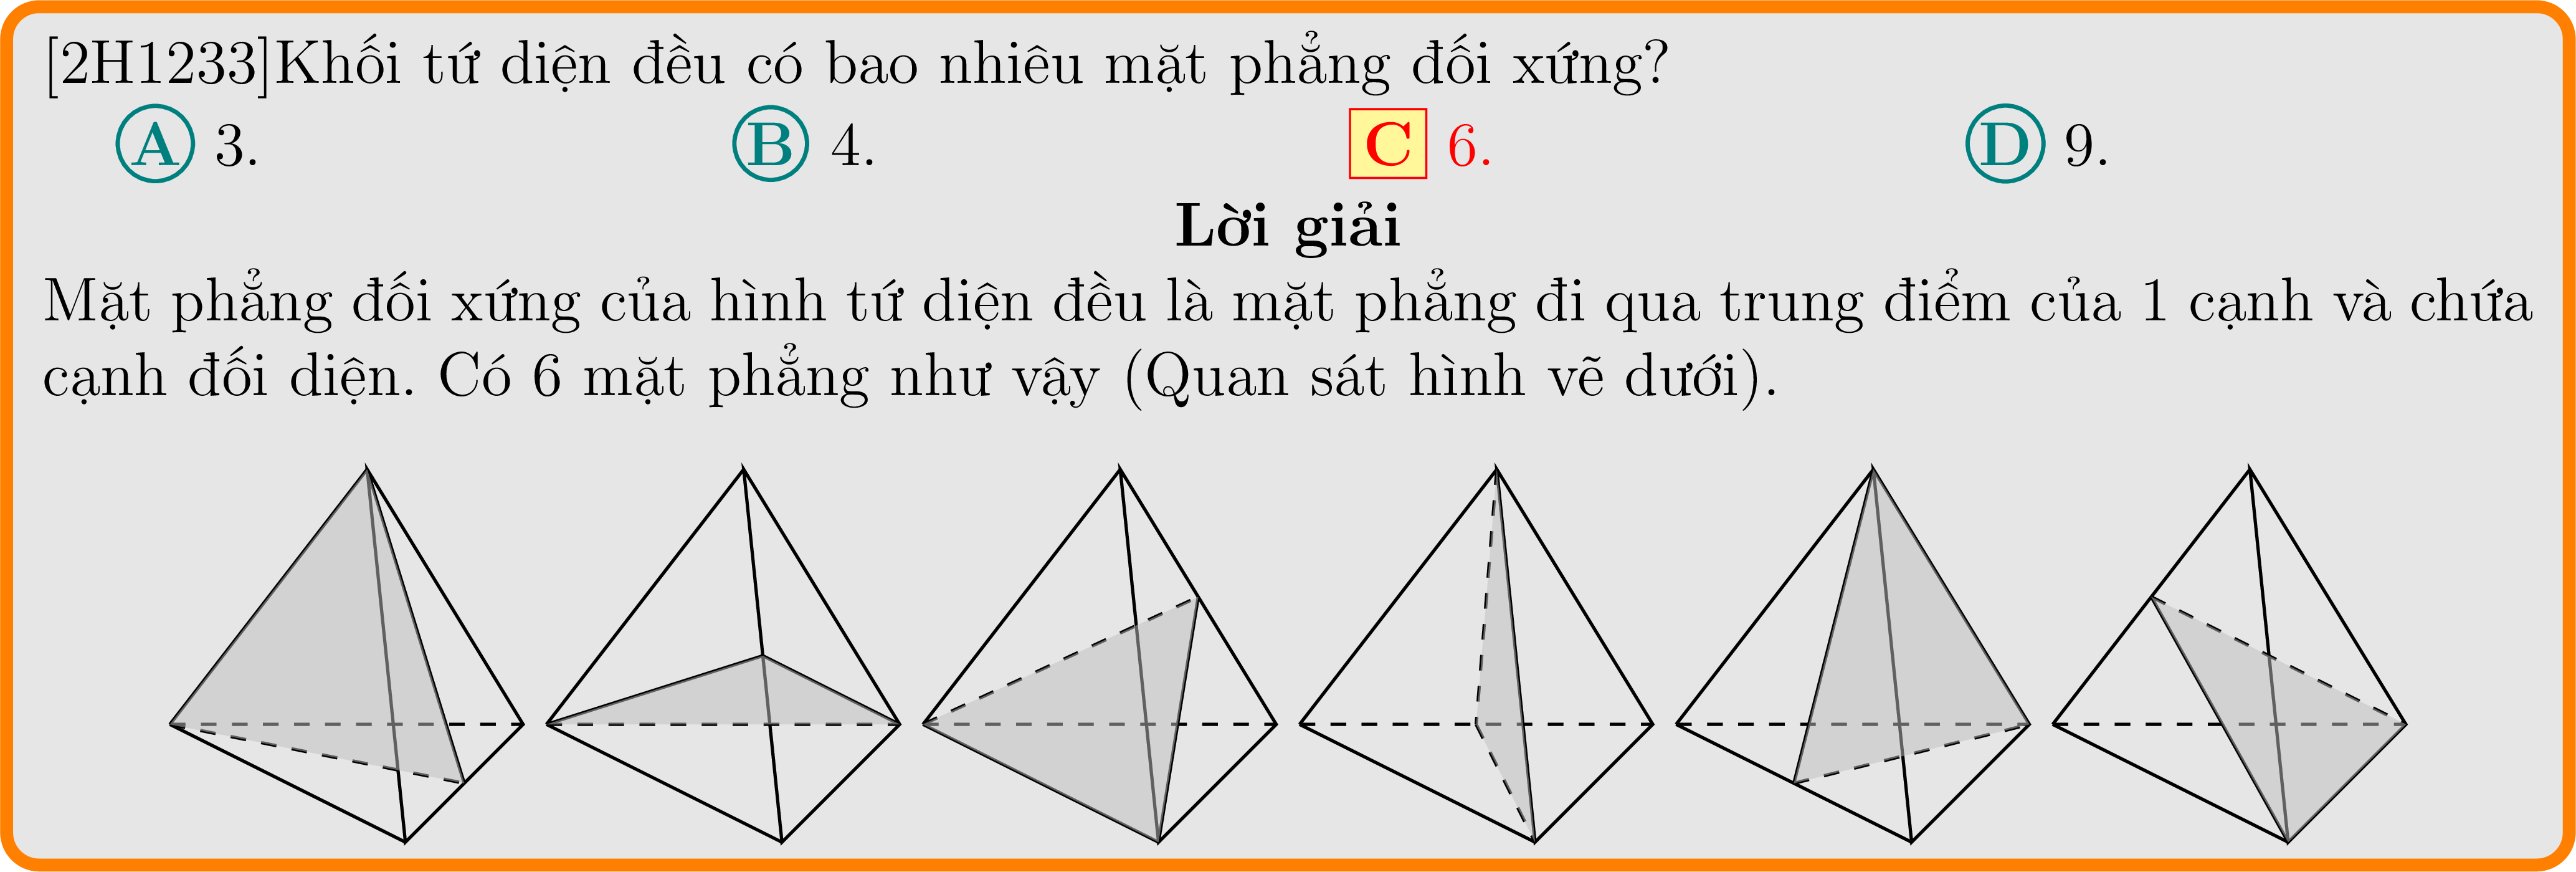 [2H1233]Khối tứ diện đều có bao nhiêu mặt phẳng đối xứng?
A 3. B 4. C 6. D 9.
Lời giải
Mặt phẳng đối xứng của hình tứ diện đều là mặt phẳng đi qua trung điểm của 1 cạnh và chứa
cạnh đối diện. Có 6 mặt phẳng như vậy (Quan sát hình vẽ dưới).